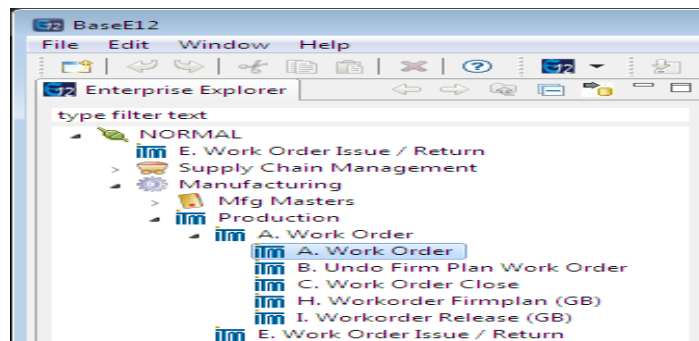 BaseE12
File Edit Window Help
Enterprise Explorer
type filter text
NORMAL
E. Work Order Issue / Return
Supply Chain Management
Manufacturing
Mfg Masters
Production
A. Work Order
A. Work Order
B. Undo Firm Plan Work Order
C. Work Order Close
H. Workorder Firmplan (GB)
I. Workorder Release (GB)
E. Work Order Issue / Return